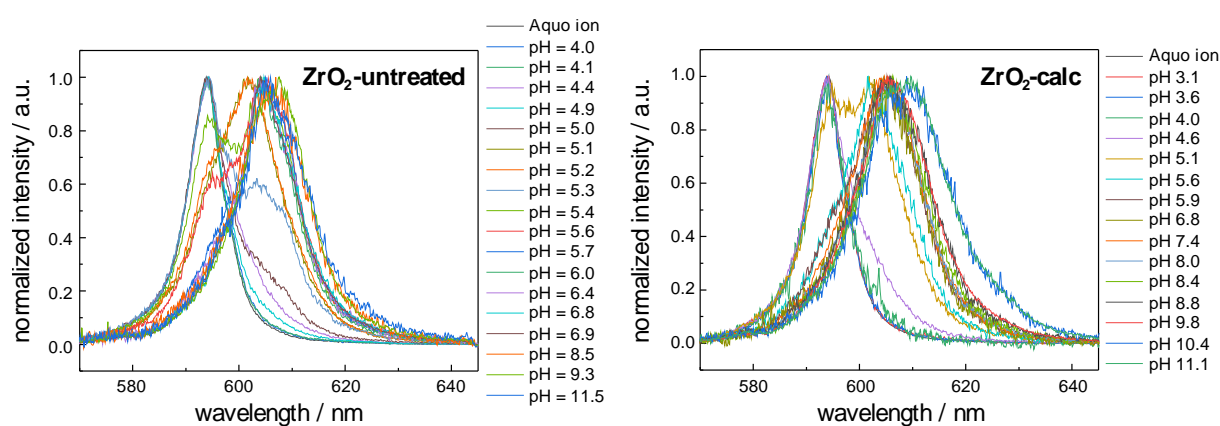 ZrO2-untreated
normalized intensity / a.u.
1.0
0.8
0.6
0.4
0.2
0.0
580 600 620 640
wavelength / nm
Aquo ion
pH = 4.0
pH = 4.1
pH = 4.4
pH = 4.9
pH = 5.0
pH = 5.1
pH = 5.2
pH = 5.3
pH = 5.4
pH = 5.6
pH = 5.7
pH = 6.0
pH = 6.4
pH = 6.8
pH = 6.9
pH = 8.5
pH = 9.3
pH = 11.5
ZrO2-calc
normalized intensity / a.u.
1.0
0.8
0.6
0.4
0.2
0.0
580 600 620 640
wavelength / nm
Aquo ion
pH 3.1
pH 3.6
pH 4.0
pH 4.6
pH 5.1
pH 5.6
pH 5.9
pH 6.8
pH 7.4
pH 8.0
pH 8.4
pH 8.8
pH 9.8
pH 10.4
pH 11.1